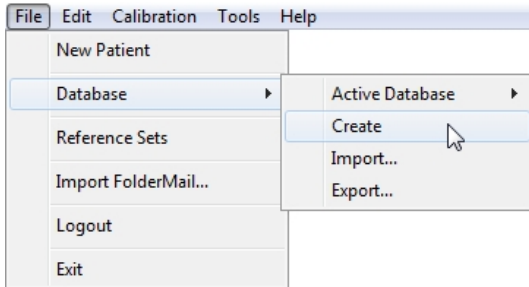 File Edit Calibration Tools Help
New Patient
Database
Reference Sets
Import FolderMail...
Logout
Exit
Active Database
Create
Import...
Export...